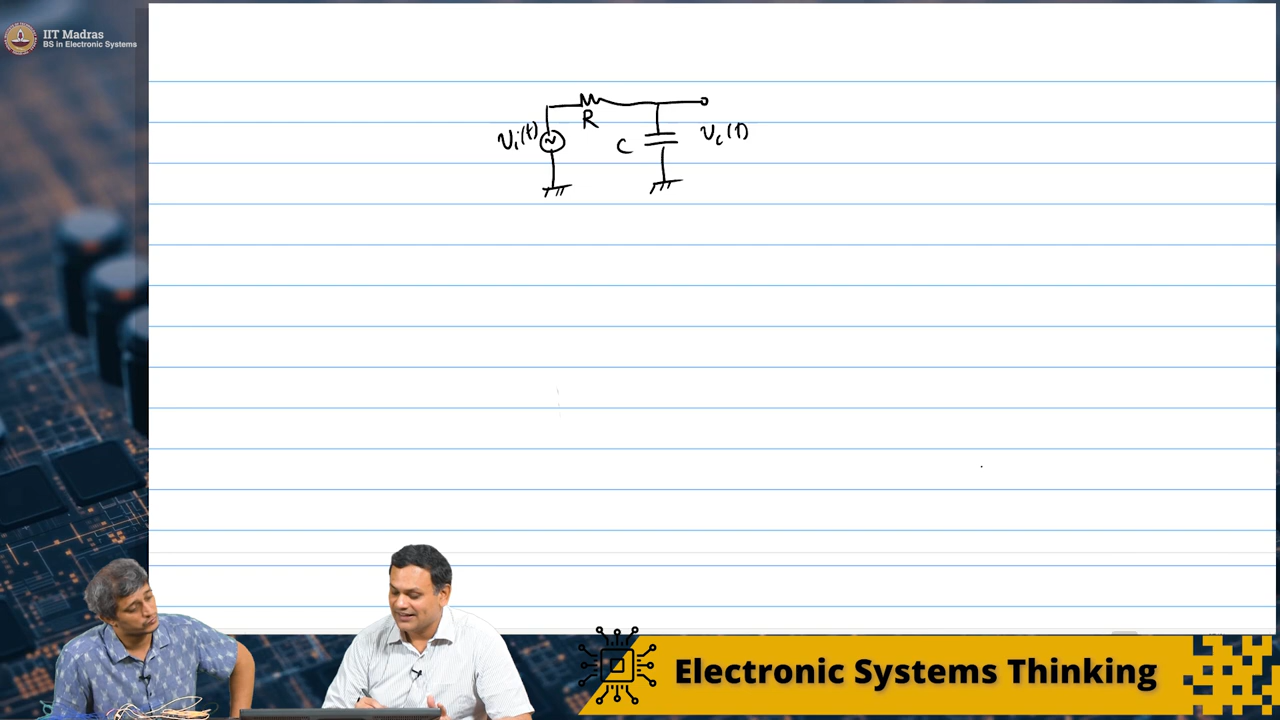 IIT Madras
BS in Electronic Systems
R
Vi(t)
C
Vc(t)
Electronic Systems Thinking